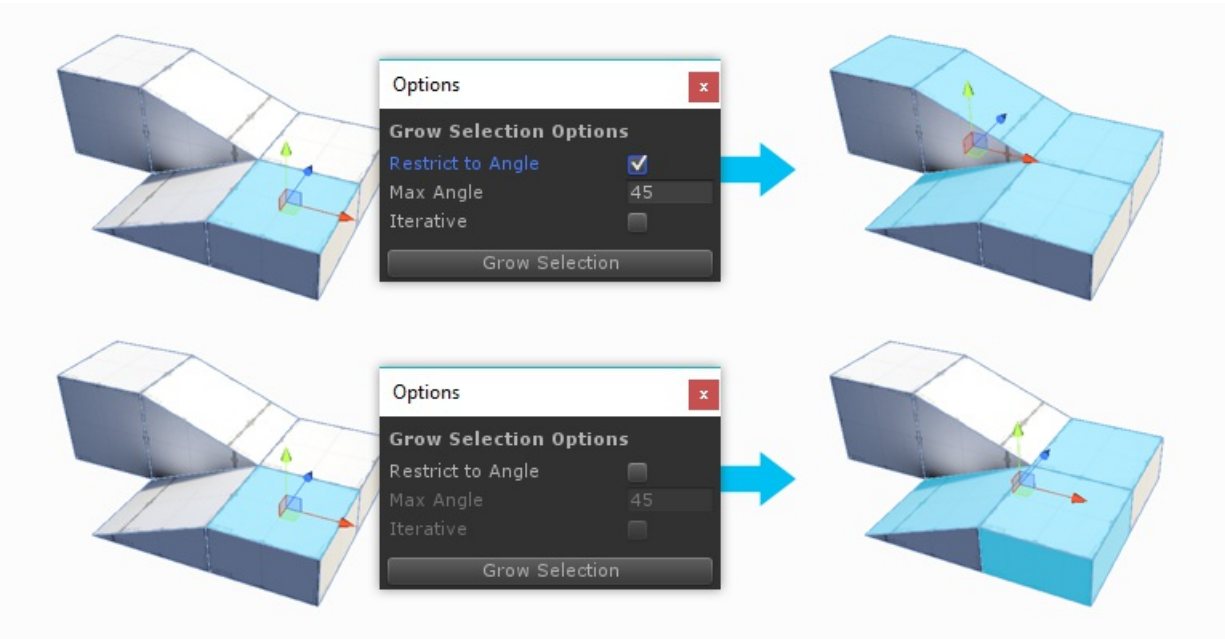 Options
x
Grow Selection Options
Restrict to Angle
Max Angle 45
Iterative
Grow Selection
Options
x
Grow Selection Options
Restrict to Angle
Max Angle 45
Iterative
Grow Selection